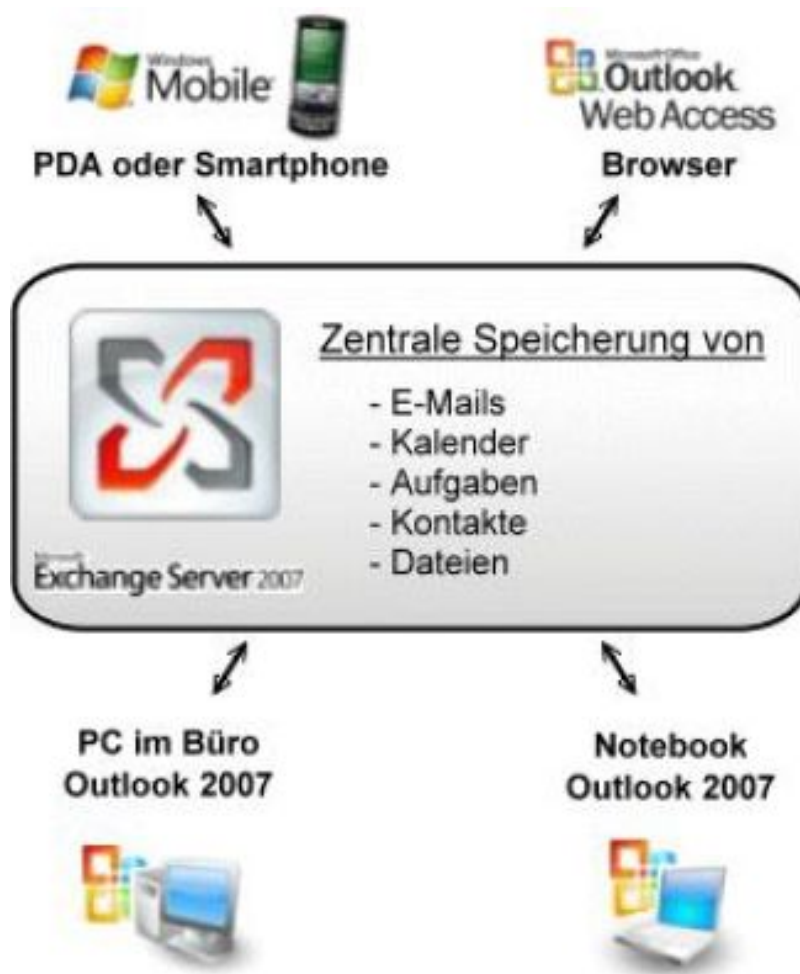 Windows
Mobile
Microsoft Office
Outlook
Web Access
PDA oder Smartphone
Browser
Zentrale Speicherung von
- E-Mails
- Kalender
- Aufgaben
- Kontakte
- Dateien
Microsoft
Exchange Server 2007
PC im Büro
Outlook 2007
Notebook
Outlook 2007